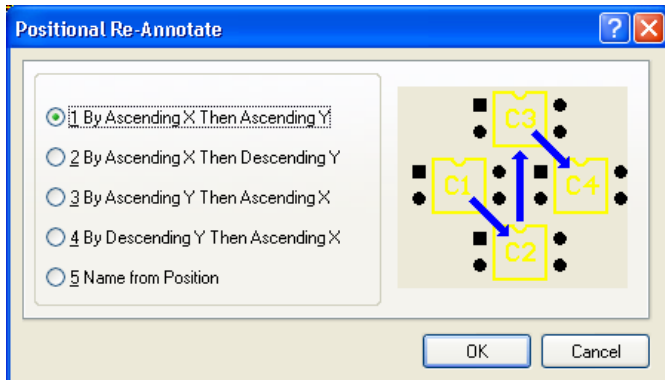 Positional Re-Annotate
1 By Ascending X Then Ascending Y
2 By Ascending X Then Descending Y
3 By Ascending Y Then Ascending X
4 By Descending Y Then Ascending X
5 Name from Position
C3
C1
C4
C2
OK
Cancel